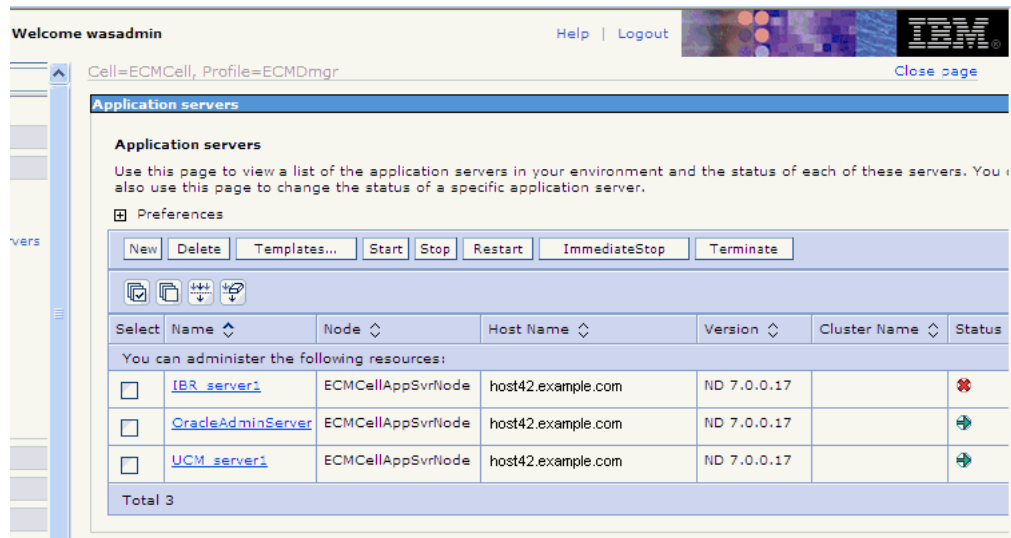 Welcome wasadmin
Help | Logout
IBM®
Cell=ECMCell, Profile=ECMDmgr
Close page
Application servers
Application servers
Use this page to view a list of the application servers in your environment and the status of each of these servers. You
also use this page to change the status of a specific application server.
Preferences
vers
New Delete Templates... Start Stop Restart ImmediateStop Terminate
Select Name Node Host Name Version Cluster Name Status
You can administer the following resources:
IBR_server1 ECMCellAppSvrNode host42.example.com ND 7.0.0.17
OracleAdminServer ECMCellAppSvrNode host42.example.com ND 7.0.0.17
UCM_server1 ECMCellAppSvrNode host42.example.com ND 7.0.0.17
Total 3